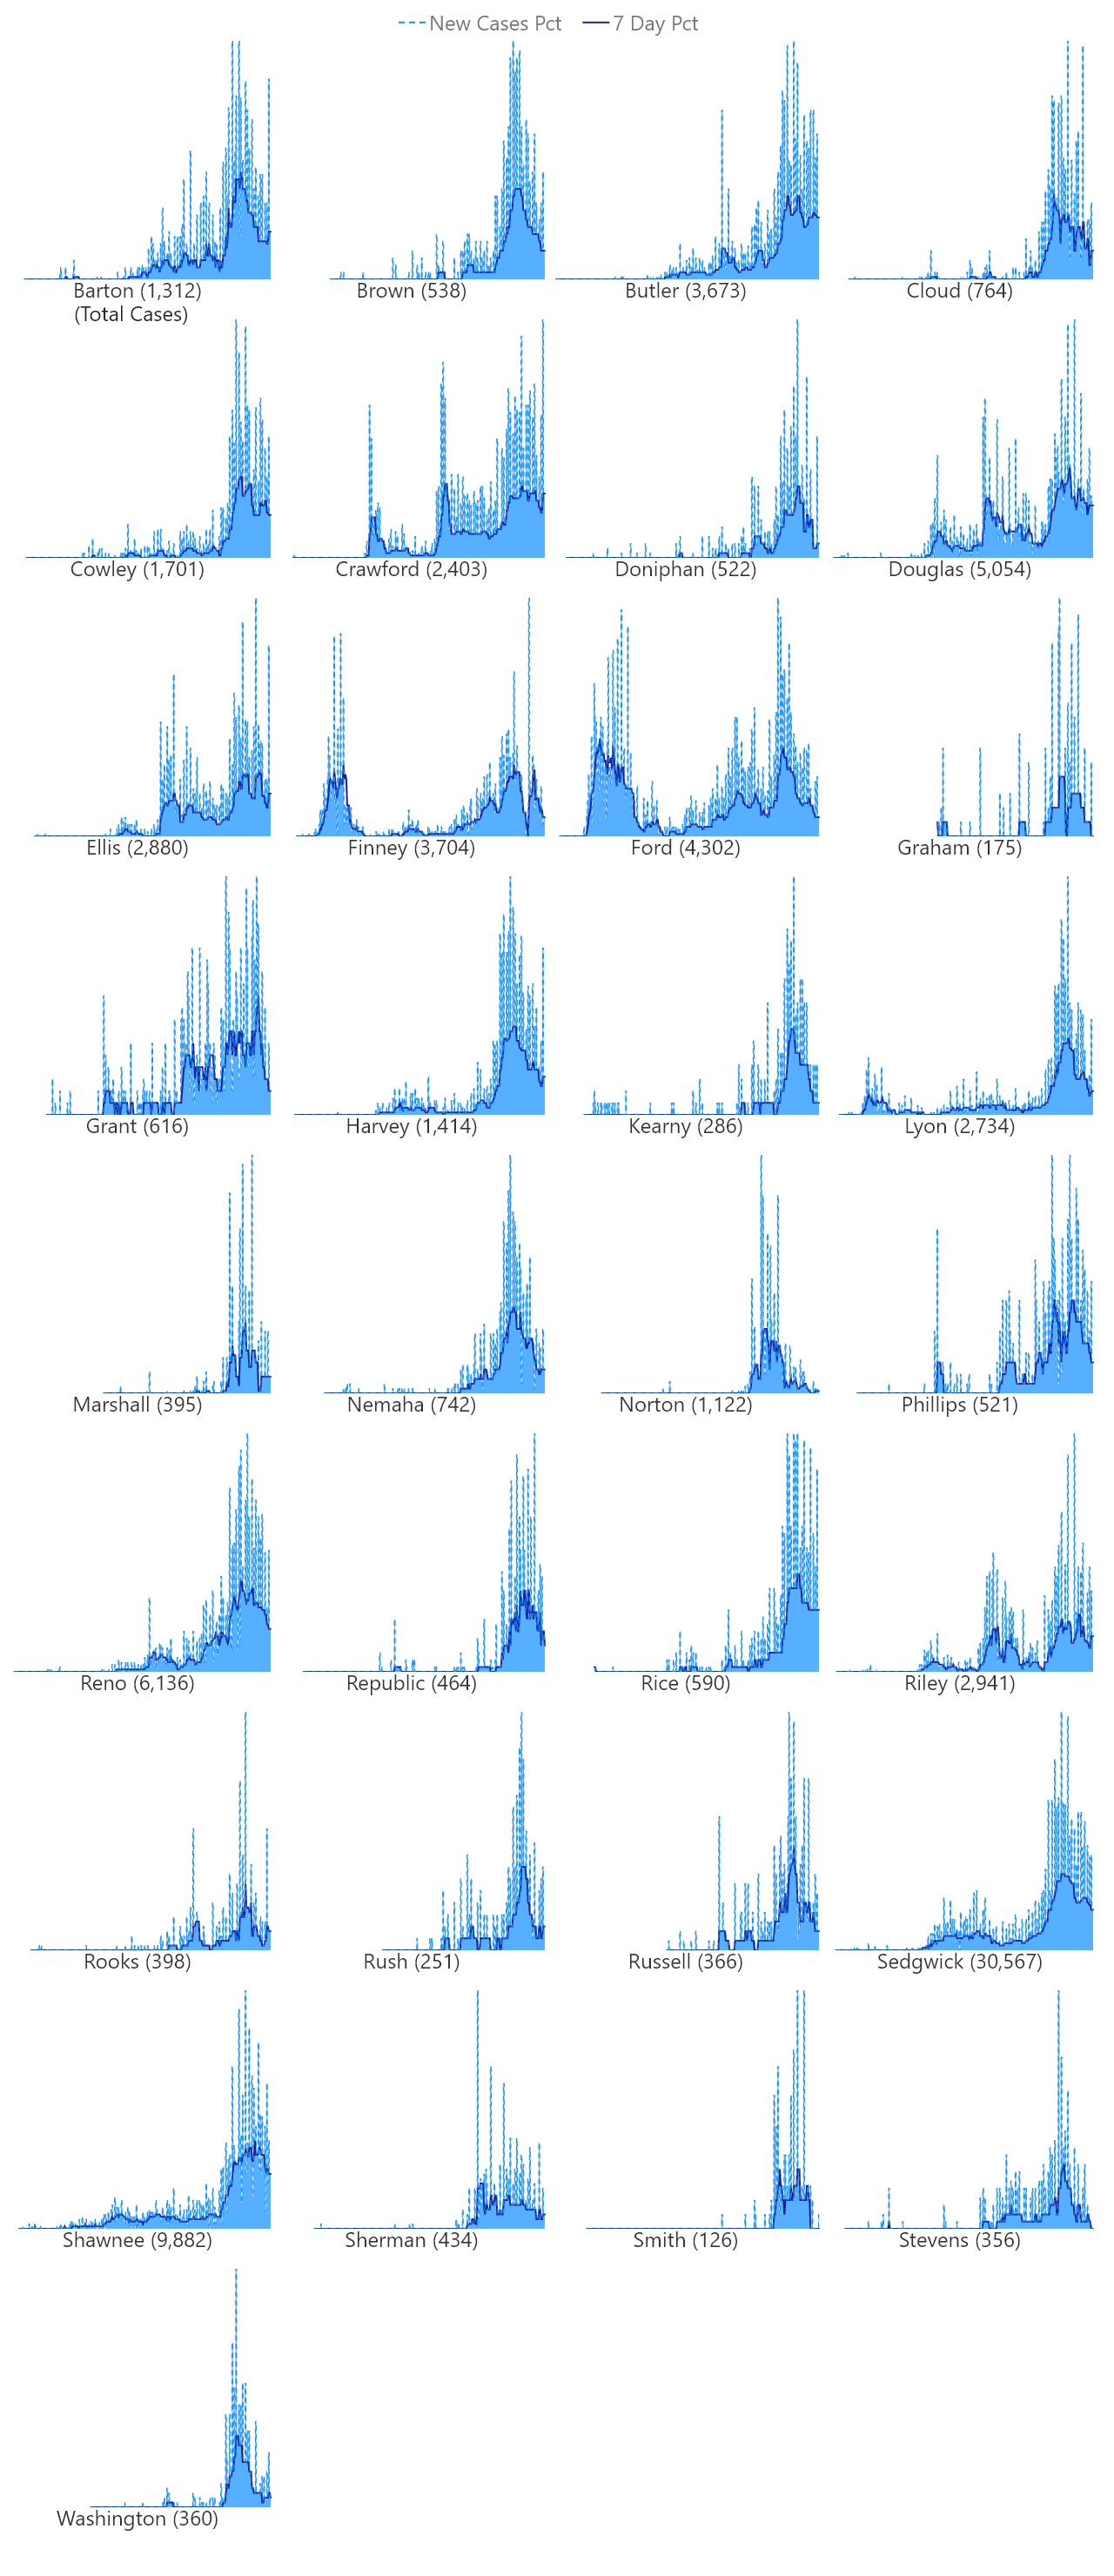 New Cases Pct 7 Day Pct
Barton (1,312) Brown (538) Butler (3,673) Cloud (764)
(Total Cases)
Cowley (1,701) Crawford (2,403) Doniphan (522) Douglas (5,054)
Ellis (2,880) Finney (3,704) Ford (4,302) Graham (175)
Grant (616) Harvey (1,414) Kearny (286) Lyon (2,734)
Marshall (395) Nemaha (742) Norton (1,122) Phillips (521)
Reno (6,136) Republic (464) Rice (590) Riley (2,941)
Rooks (398) Rush (251) Russell (366) Sedgwick (30,567)
Shawnee (9,882) Sherman (434) Smith (126) Stevens (356)
Washington (360)